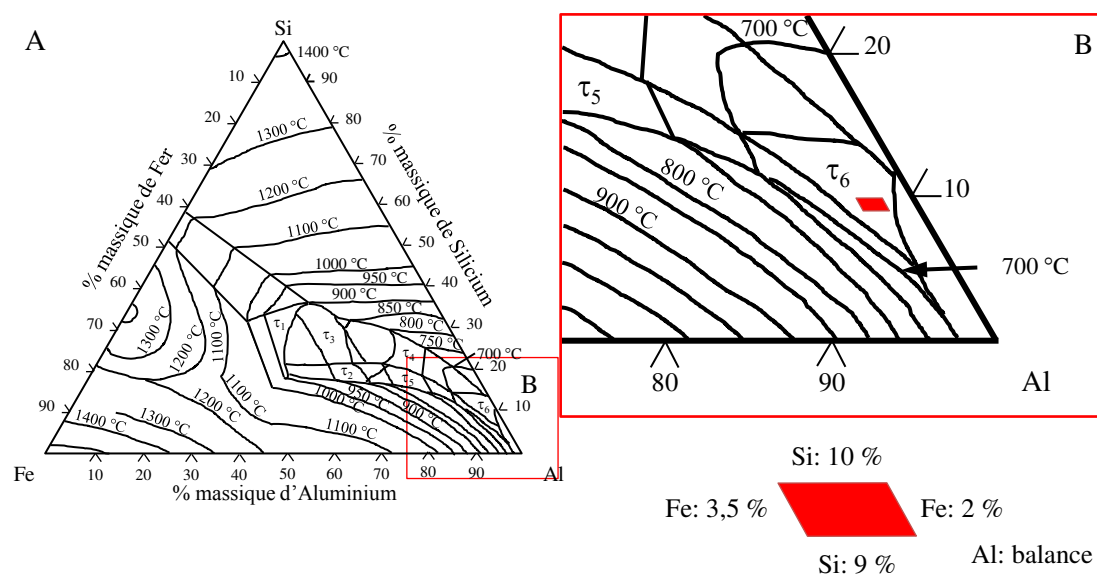 A
Si
1400 °C
10
90
20
80
1300 °C
30
70
% massique de Fer
% massique de Silicium
40
60
1200 °C
50
50
1100 °C
60
40
1000 °C
950 °C
900 °C
850 °C
800 °C
750 °C
700 °C
70
30
1300 °C
1200 °C
1100 °C
τ1
τ3
τ4
τ2
τ5
τ6
80
20
B
90
10
1400 °C
1300 °C
1200 °C
1100 °C
1100 °C
1000 °C
950 °C
900 °C
Fe
10
20
30
40
50
60
70
80
90
Al
% massique d'Aluminium
700 °C
B
20
τ5
800 °C
τ6
10
900 °C
700 °C
80
90
Al
Si: 10 %
Fe: 3,5 %
Fe: 2 %
Si: 9 %
Al: balance